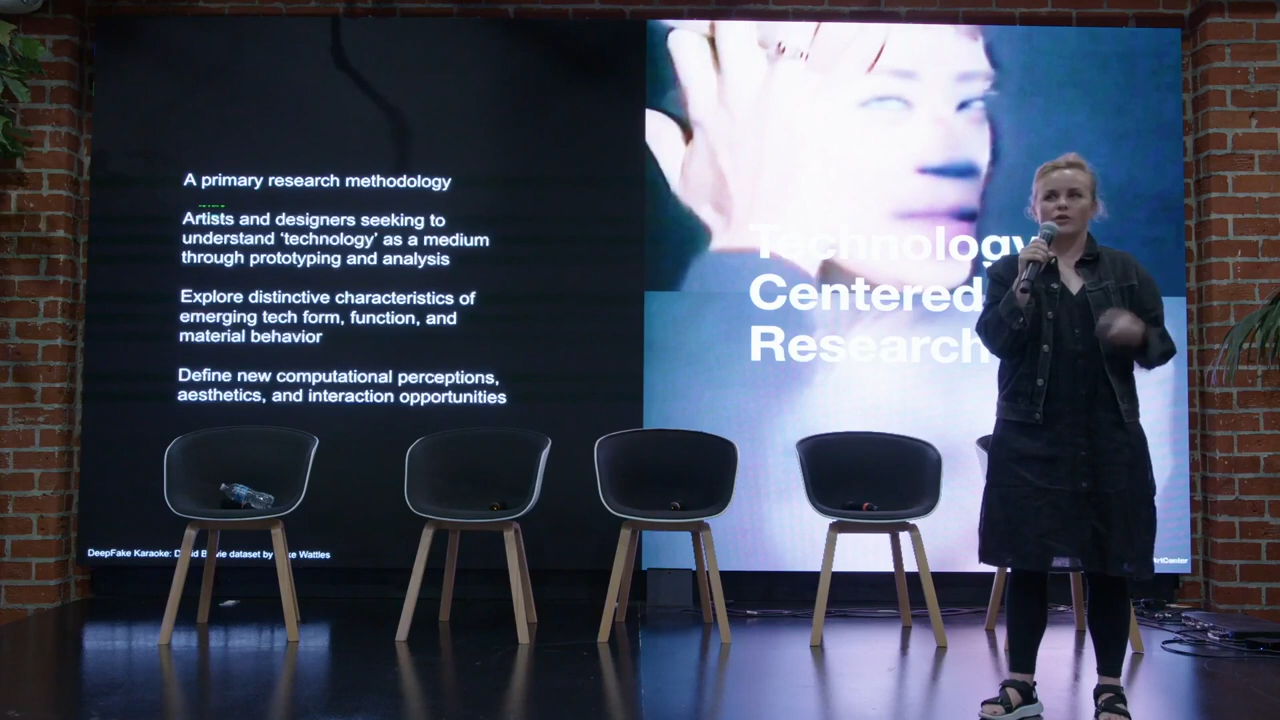 A primary research methodology
Artists and designers seeking to
understand 'technology' as a medium
through prototyping and analysis
Explore distinctive characteristics of
emerging tech form, function, and
material behavior
Define new computational perceptions,
aesthetics, and interaction opportunities
DeepFake Karaoke: dataset by Wattles
Technology
Centered
Research
ArtCenter